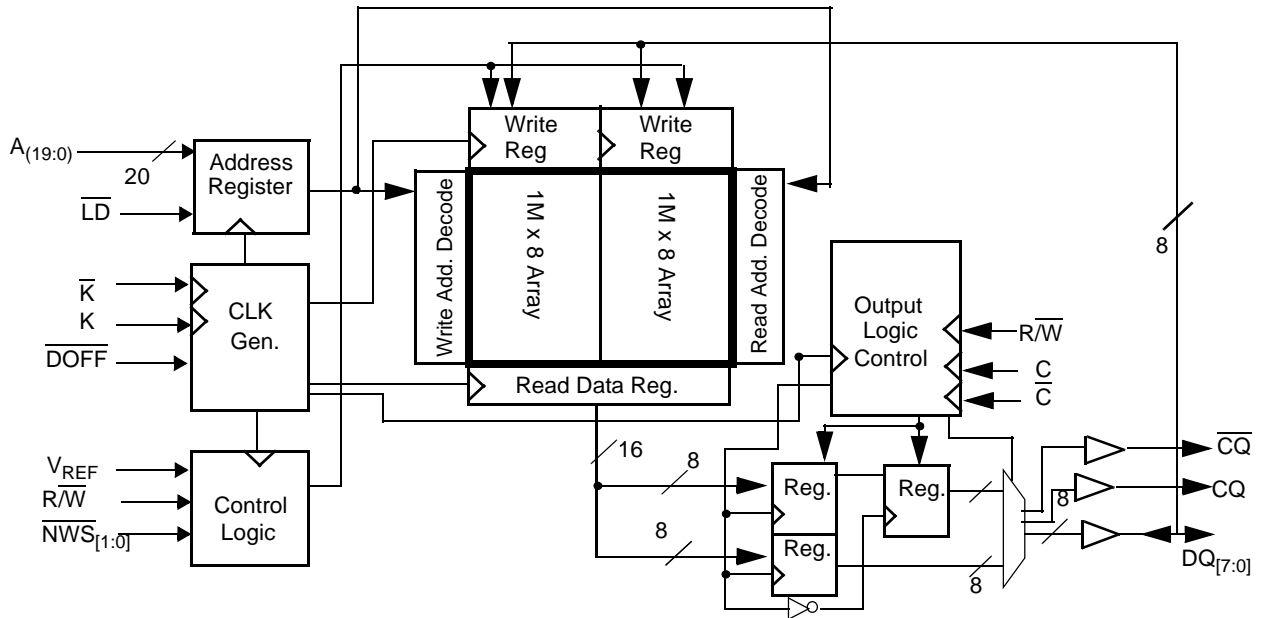 Write
Reg
Write
Reg
A(19:0)
20
Address
Register
LD
Write Add. Decode
1M x 8 Array
1M x 8 Array
Read Add. Decode
8
K
K
DOFF
CLK
Gen.
Output
Logic
Control
R/W
C
C
Read Data Reg.
16
8
8
VREF
R/W
NWS[1:0]
Control
Logic
Reg.
Reg.
Reg.
8
8
CQ
CQ
DQ[7:0]